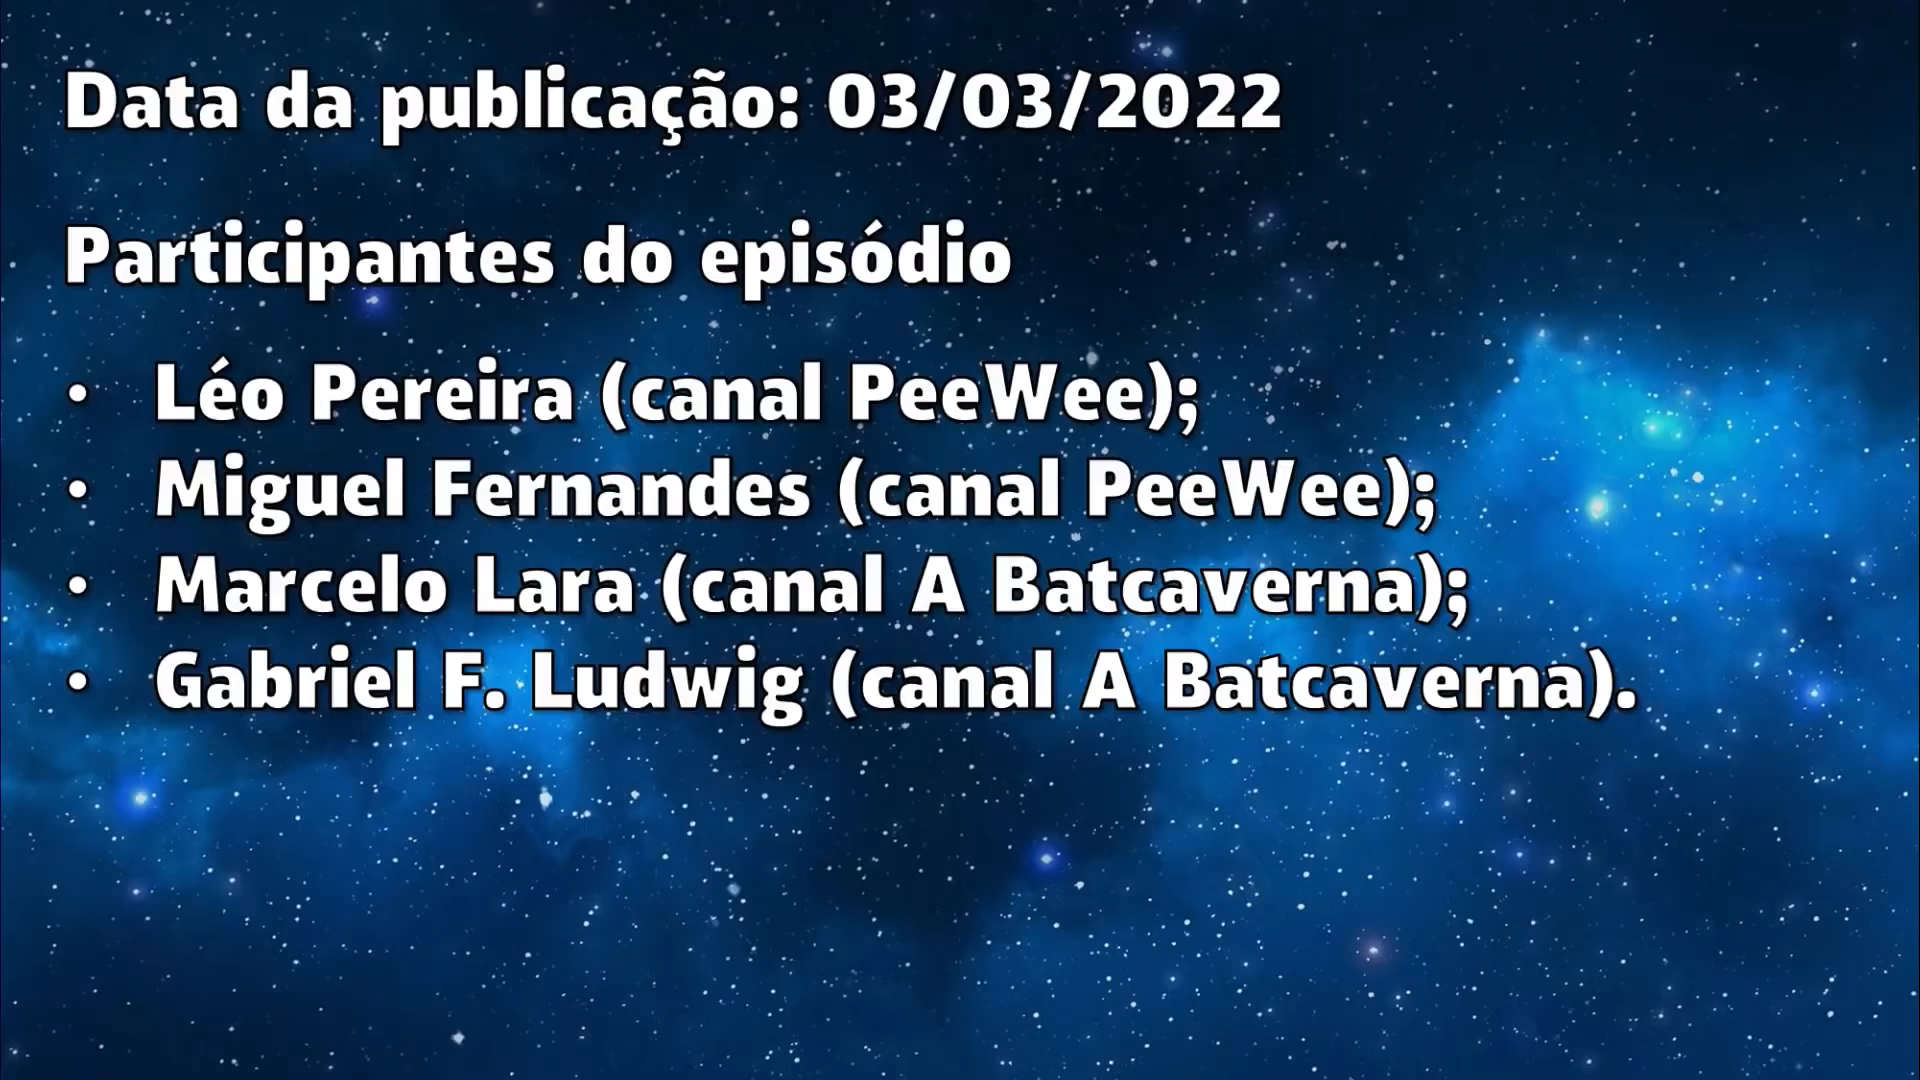 Data da publicação: 03/03/2022
Participantes do episódio
• Léo Pereira (canal PeeWee);
• Miguel Fernandes (canal PeeWee);
• Marcelo Lara (canal A Batcaverna);
• Gabriel F. Ludwig (canal A Batcaverna).